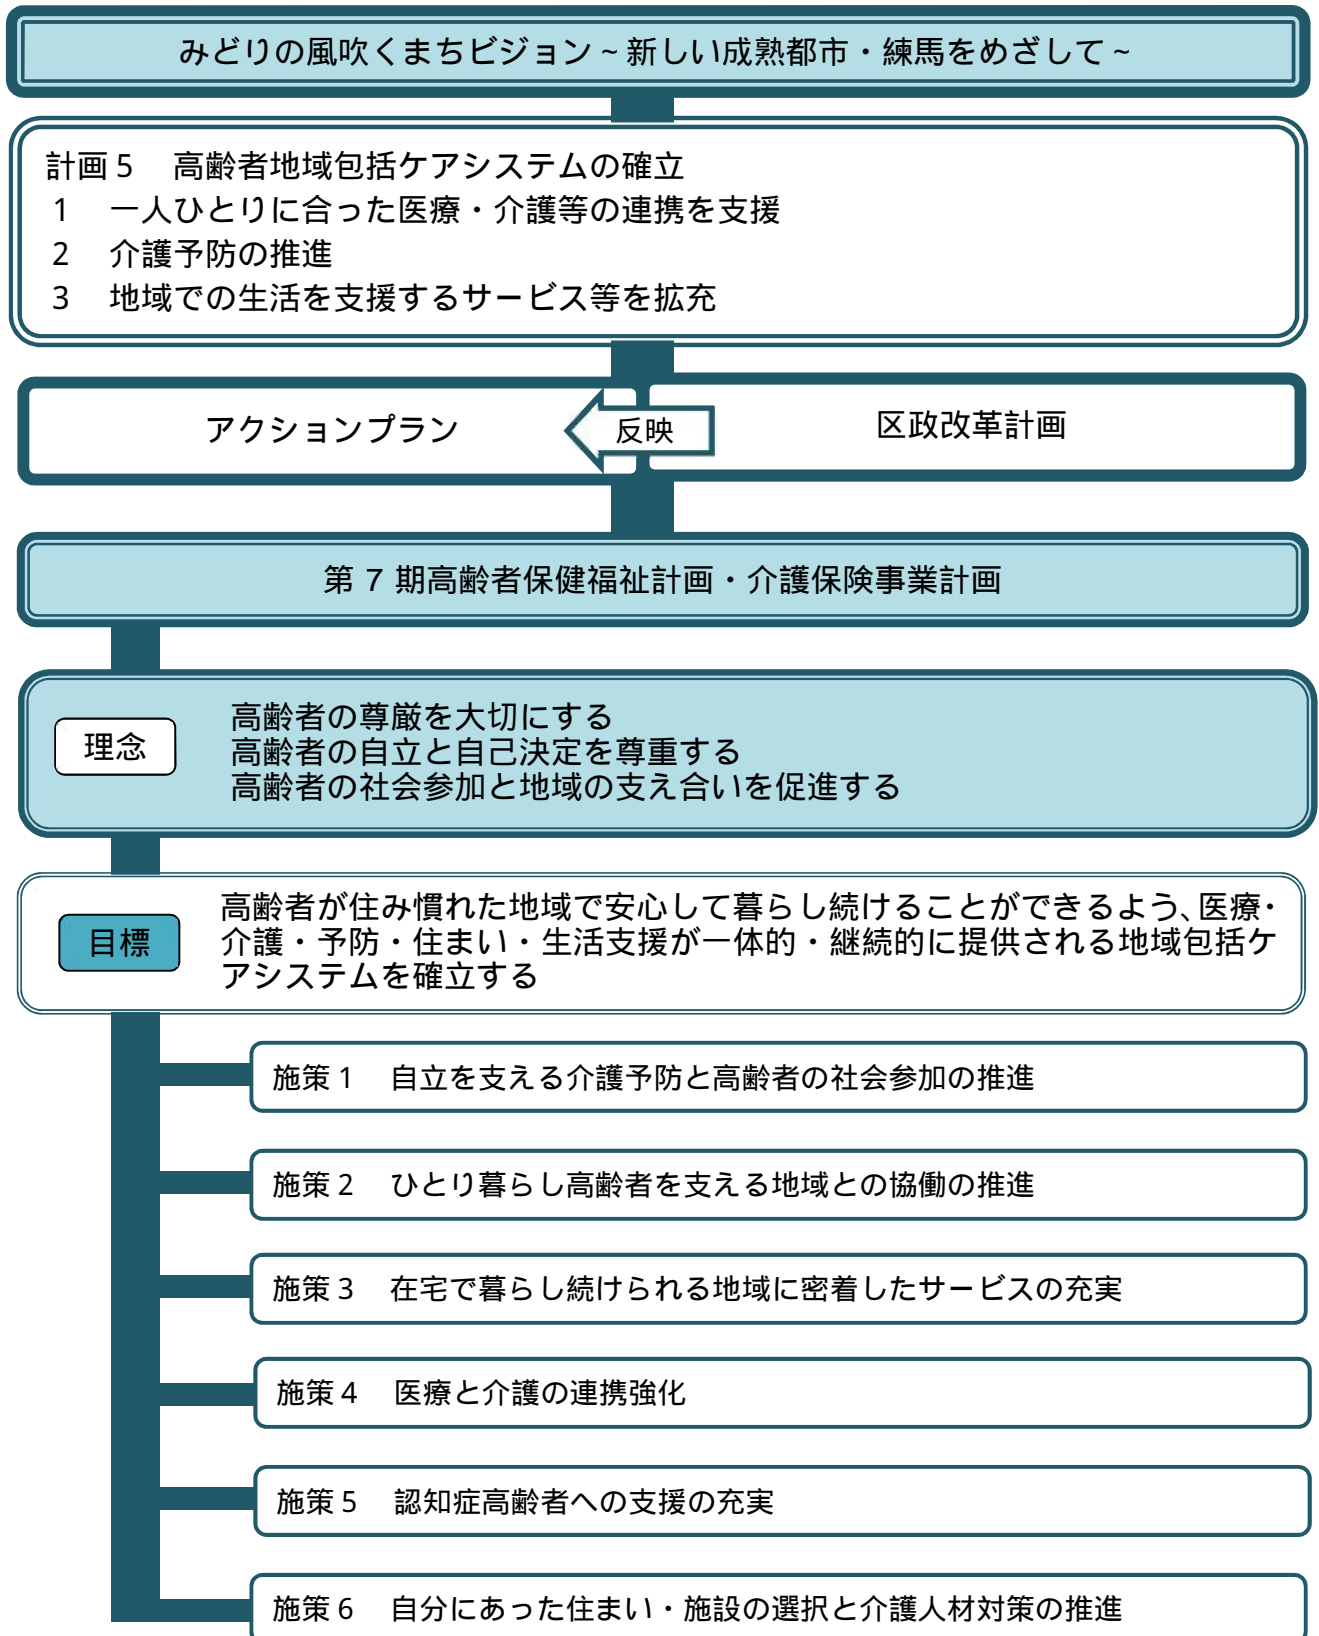 みどりの風吹くまちビジョン～新しい成熟都市・練馬をめざして～
計画５　高齢者地域包括ケアシステムの確立
１　一人ひとりに合った医療・介護等の連携を支援
２　介護予防の推進
３　地域での生活を支援するサービス等を拡充
アクションプラン
反映
区政改革計画
第７期高齢者保健福祉計画・介護保険事業計画
理念
高齢者の尊厳を大切にする
高齢者の自立と自己決定を尊重する
高齢者の社会参加と地域の支え合いを促進する
目標
高齢者が住み慣れた地域で安心して暮らし続けることができるよう、医療・
介護・予防・住まい・生活支援が一体的・継続的に提供される地域包括ケ
アシステムを確立する
施策１　自立を支える介護予防と高齢者の社会参加の推進
施策２　ひとり暮らし高齢者を支える地域との協働の推進
施策３　在宅で暮らし続けられる地域に密着したサービスの充実
施策４　医療と介護の連携強化
施策５　認知症高齢者への支援の充実
施策６　自分にあった住まい・施設の選択と介護人材対策の推進